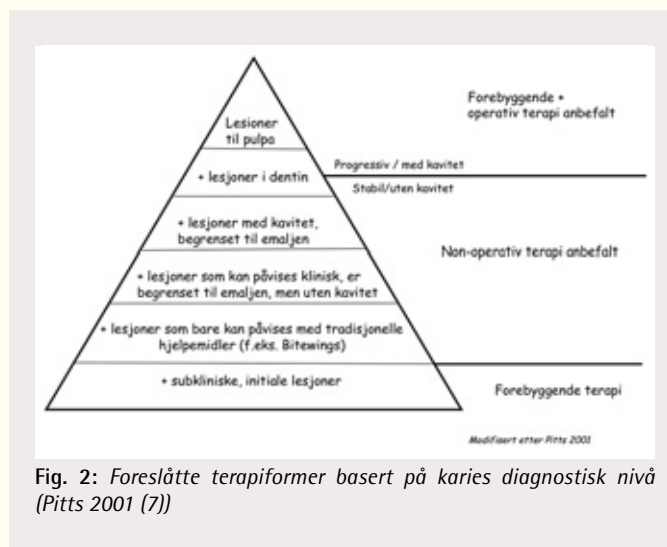 Lesioner
til pulpa
Forebyggende +
operativ terapi anbefalt
Progressiv / med kavitet
+ lesjoner i dentin
Stabil/uten kavitet
+ lesjoner med kavitet,
begrenset til emaljen
Non-operativ terapi anbefalt
+ lesjoner som kan påvises klinisk, er
begrenset til emaljen, men uten kavitet
+ lesjoner som bare kan påvises med tradisjonelle
hjelpemidler (f.eks. Bitewings)
+ subkliniske, initiale lesjoner
Forebyggende terapi
Modifisert etter Pitts 2001
Fig. 2: Foreslåtte terapiformer basert på karies diagnostisk nivå
(Pitts 2001 (7))